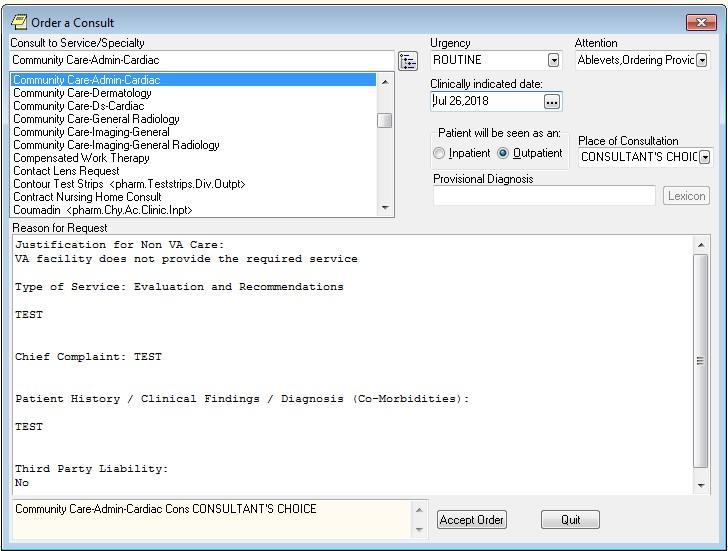 Order a Consult
Consult to Service/Specialty
Community Care-Admin-Cardiac
Community Care-Admin-Cardiac
Community Care-Dermatology
Community Care-Ds-Cardiac
Community Care-General Radiology
Community Care-Imaging-General
Community Care-Imaging-General Radiology
Compensated Work Therapy
Contact Lens Request
Contour Test Strips <pharm.Teststrips.Div.Outpt>
Contract Nursing Home Consult
Coumadin <pharm.Chy.Ac.Clinic.Inpt>
Urgency
ROUTINE
Attention
Ablevets,Ordering Provic
Clinically indicated date:
Jul 26,2018
...
Patient will be seen as an:
Inpatient
Outpatient
Place of Consultation
CONSULTANT'S CHOIC
Provisional Diagnosis
Lexicon
Reason for Request
Justification for Non VA Care:
VA facility does not provide the required service
Type of Service: Evaluation and Recommendations
TEST
Chief Complaint: TEST
Patient History / Clinical Findings / Diagnosis (Co-Morbidities):
TEST
Third Party Liability:
No
Community Care-Admin-Cardiac Cons CONSULTANT'S CHOICE
Accept Order
Quit